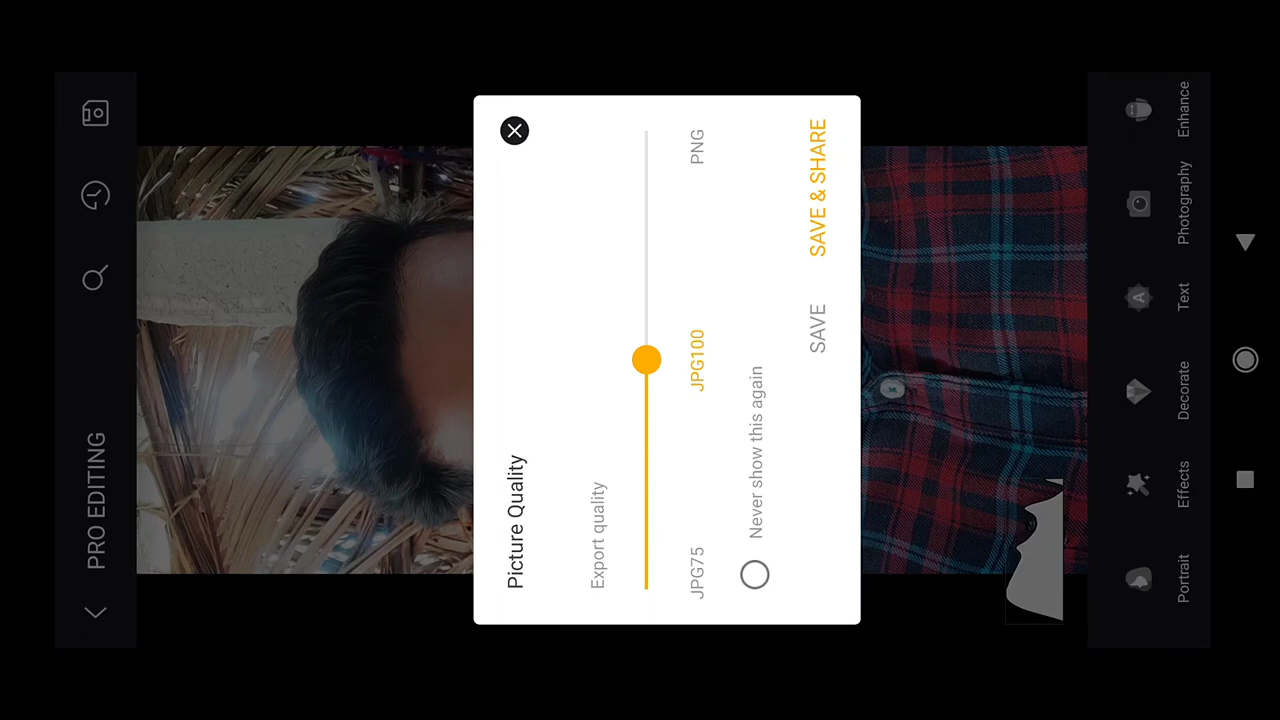 PRO EDITING
Picture Quality
Export quality
JPG75 JPG100 PNG
Never show this again
SAVE SAVE & SHARE
Portrait Effects Decorate Text Photography Enhance